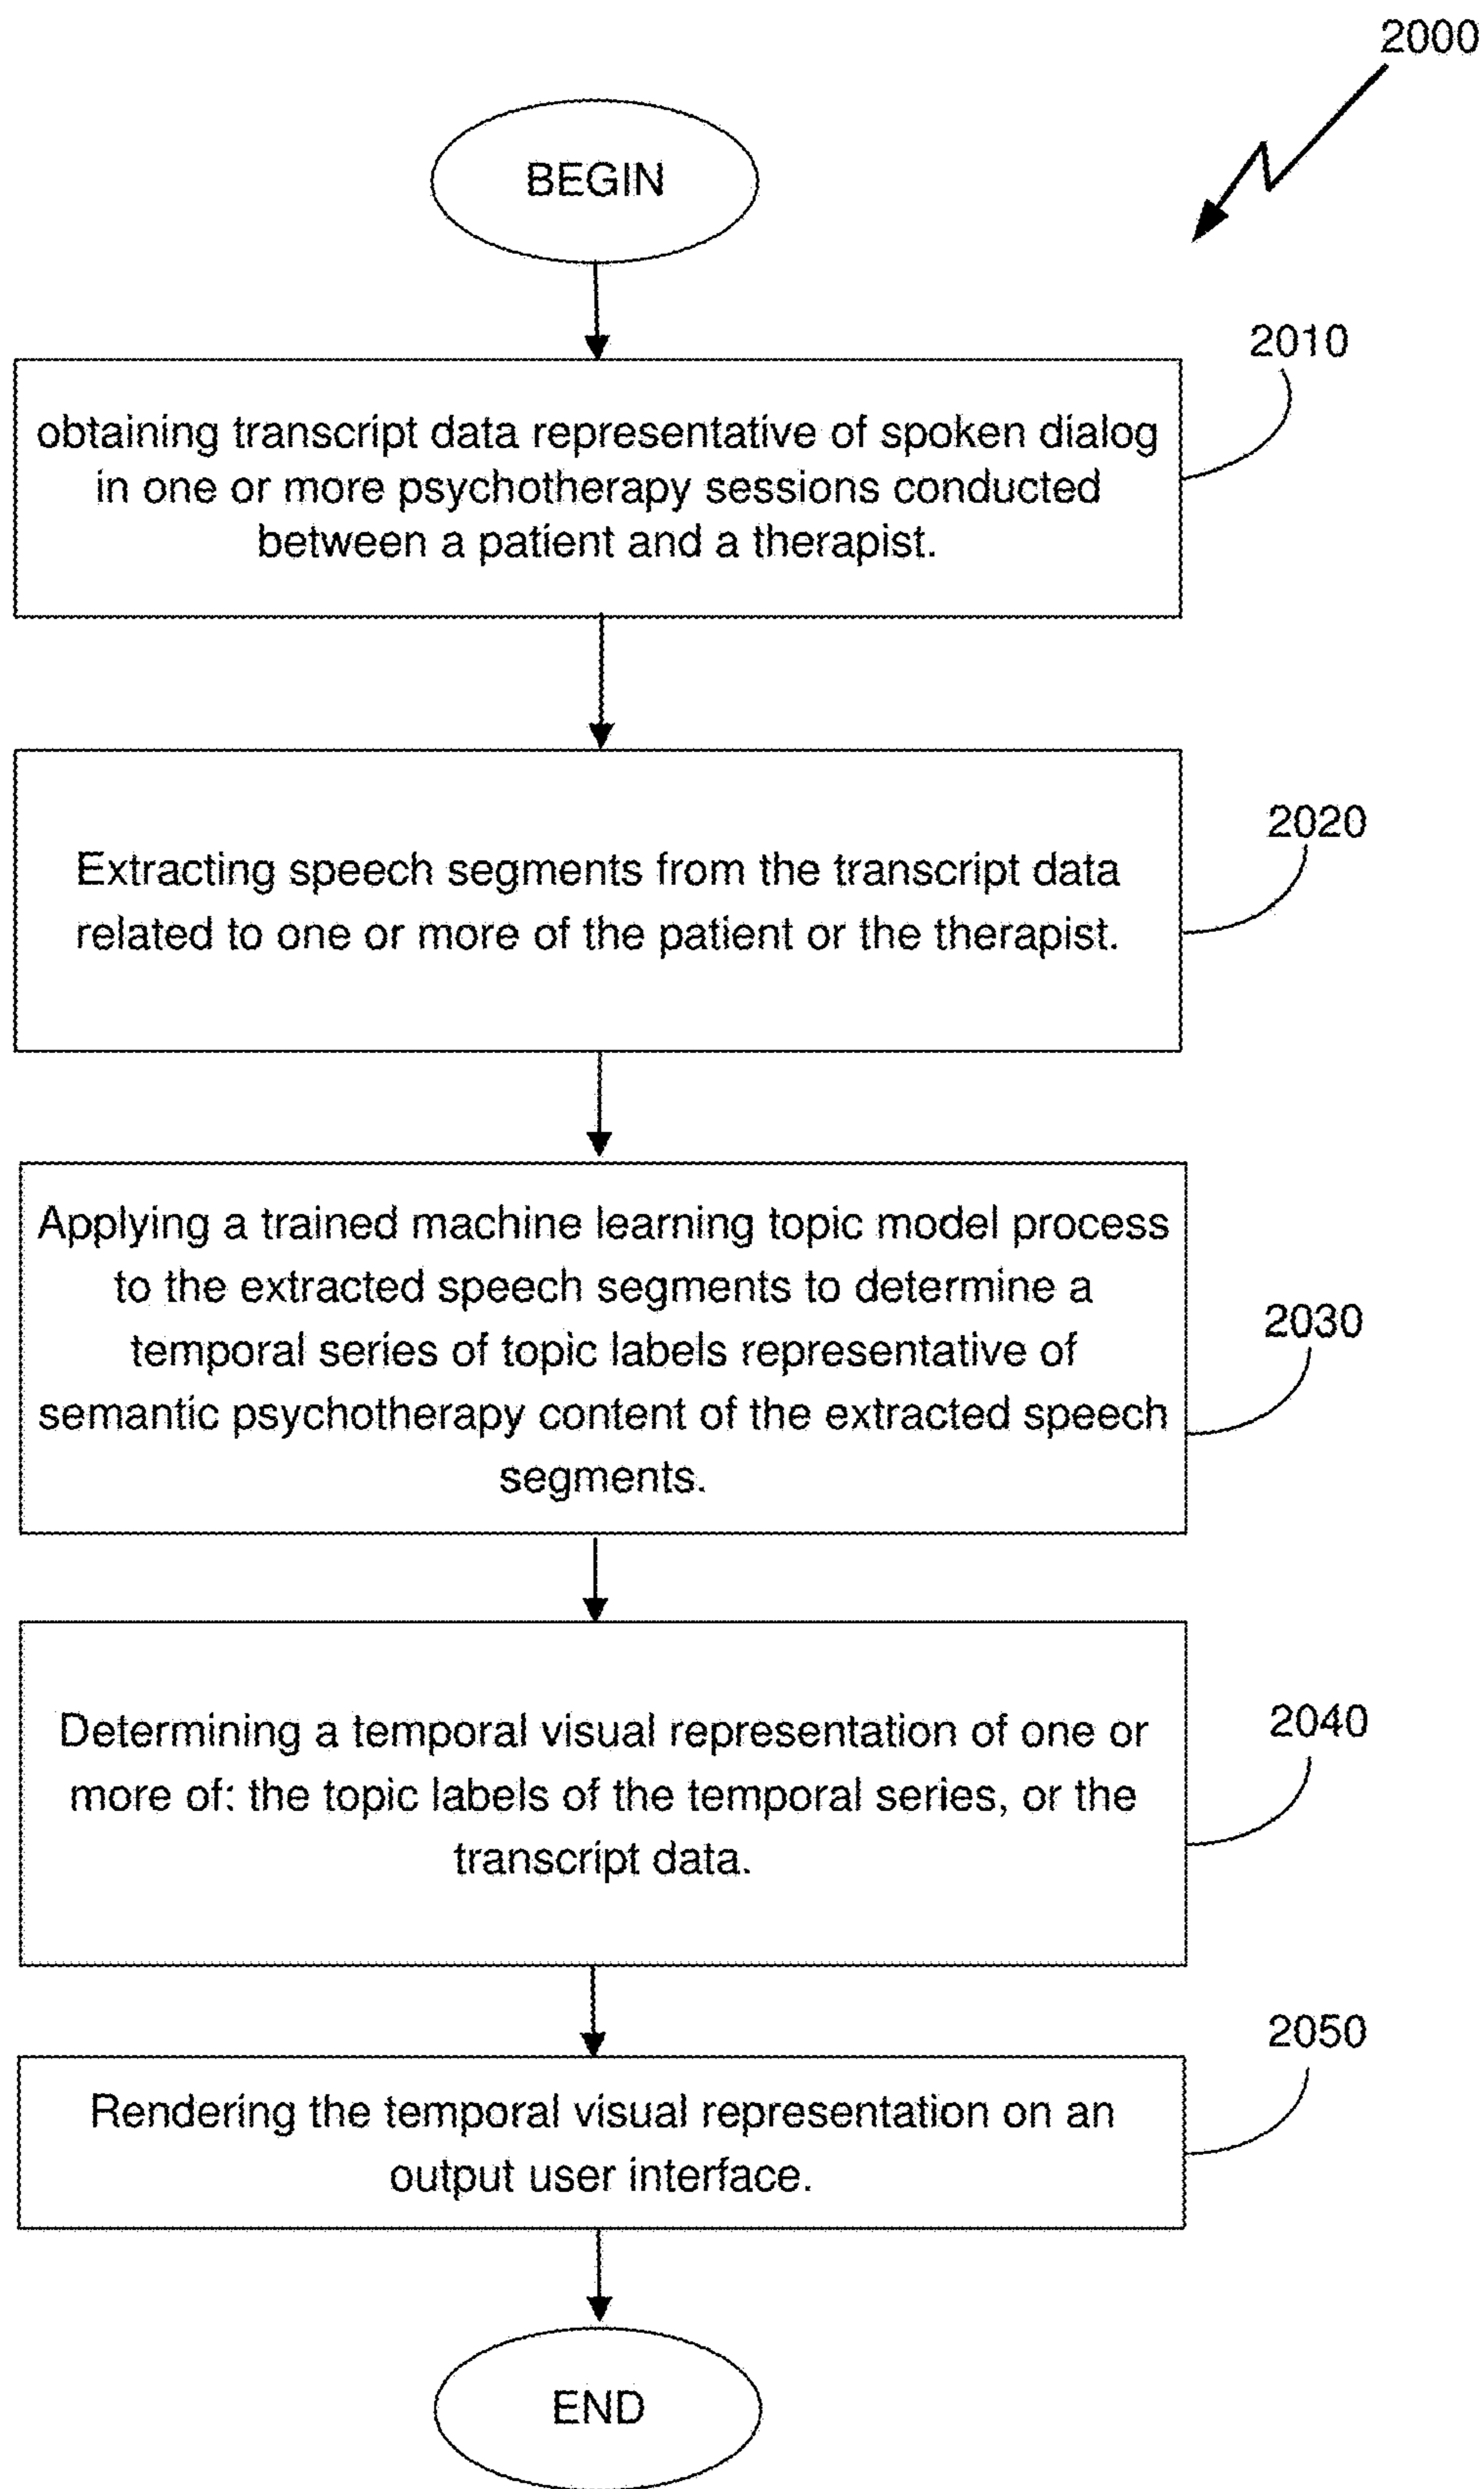 2000
BEGIN
2010
obtaining transcript data representative of spoken dialog
in one or more psychotherapy sessions conducted
between a patient and a therapist.
2020
Extracting speech segments from the transcript data
related to one or more of the patient or the therapist.
Applying a trained machine learning topic model process
to the extracted speech segments to determine a
temporal series of topic labels representative of
semantic psychotherapy content of the extracted speech
segments.
2030
Determining a temporal visual representation of one or
more of: the topic labels of the temporal series, or the
transcript data.
2040
2050
Rendering the temporal visual representation on an
output user interface.
END